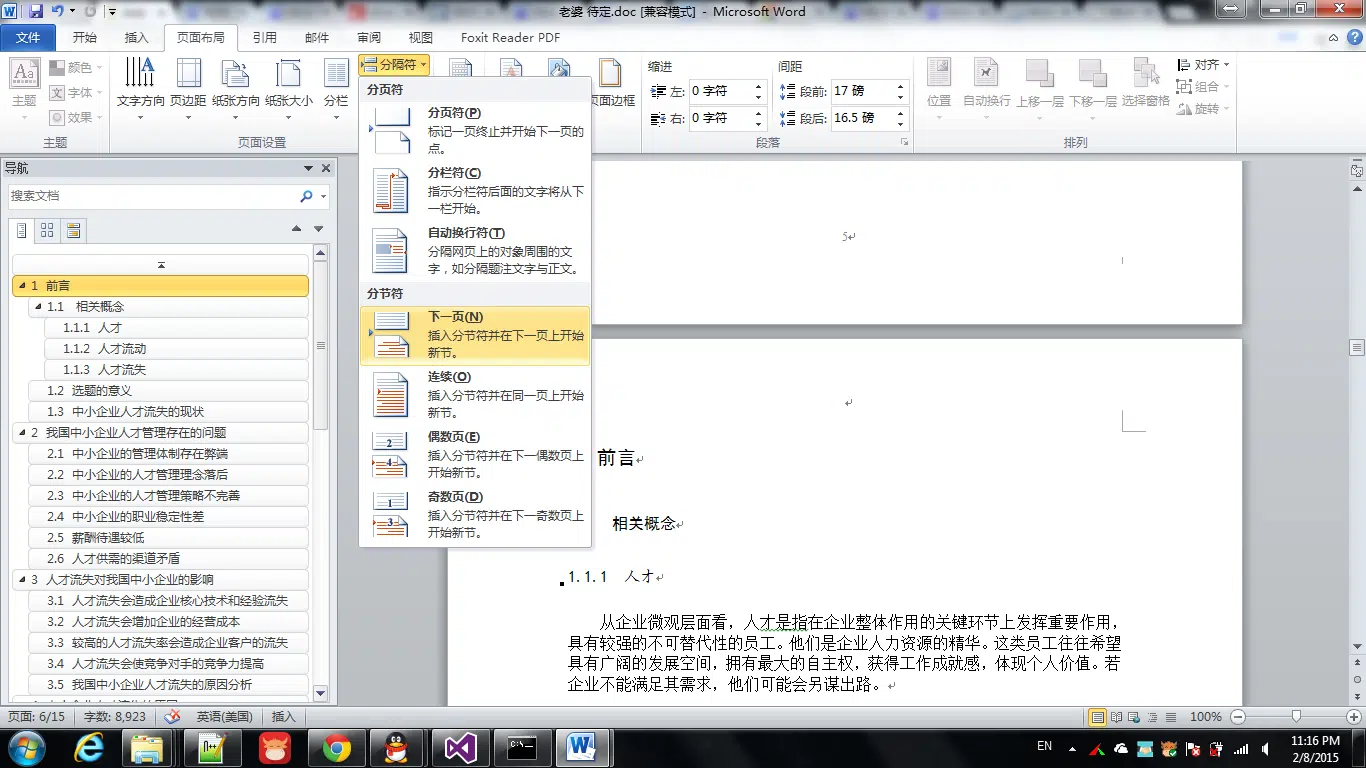 老婆 待定.doc [兼容模式] - Microsoft Word
文件 开始 插入 页面布局 引用 邮件 审阅 视图 Foxit Reader PDF
主题
颜色
字体
效果
主题
文字方向 页边距 纸张方向 纸张大小 分栏
页面设置
分隔符
页面边框
缩进
左: 0 字符
右: 0 字符
间距
段前: 17 磅
段后: 16.5 磅
段落
位置 自动换行 上移一层 下移一层 选择窗格
对齐
组合
旋转
排列
分页符
分页符(P)
标记一页终止并开始下一页的
点。
分栏符(C)
指示分栏符后面的文字将从下
一栏开始。
自动换行符(T)
分隔网页上的对象周围的文
字，如分隔题注文字与正文。
分节符
下一页(N)
插入分节符并在下一页上开始
新节。
连续(O)
插入分节符并在同一页上开始
新节。
偶数页(E)
插入分节符并在下一偶数页上
开始新节。
奇数页(D)
插入分节符并在下一奇数页上
开始新节。
导航
搜索文档
1 前言
1.1 相关概念
1.1.1 人才
1.1.2 人才流动
1.1.3 人才流失
1.2 选题的意义
1.3 中小企业人才流失的现状
2 我国中小企业人才管理存在的问题
2.1 中小企业的管理体制存在弊端
2.2 中小企业的人才管理理念落后
2.3 中小企业的人才管理策略不完善
2.4 中小企业的职业稳定性差
2.5 薪酬待遇较低
2.6 人才供需的渠道矛盾
3 人才流失对我国中小企业的影响
3.1 人才流失会造成企业核心技术和经验流失
3.2 人才流失会增加企业的经营成本
3.3 较高的人才流失率会造成企业客户的流失
3.4 人才流失会使竞争对手的竞争力提高
3.5 我国中小企业人才流失的原因分析
5
前言
相关概念
1.1.1 人才
从企业微观层面看，人才是指在企业整体作用的关键环节上发挥重要作用，
具有较强的不可替代性的员工。他们是企业人力资源的精华。这类员工往往希望
具有广阔的发展空间，拥有最大的自主权，获得工作成就感，体现个人价值。若
企业不能满足其需求，他们可能会另谋出路。
页面: 6/15 字数: 8,923 英语(美国) 插入 100%
EN
11:16 PM
2/8/2015